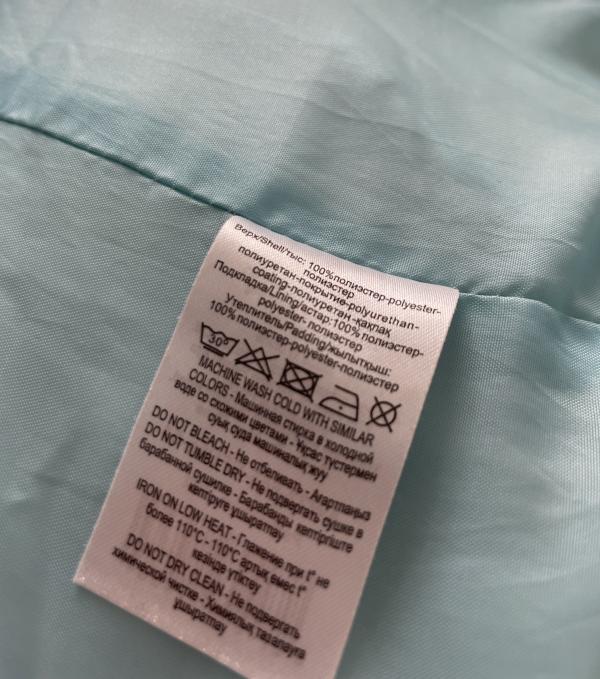 Верх/Shell/тыс: 100%полиэстер-polyester-
полиэстер
полиуретан-покрытие-polyurethan-
coating-полиуретан-қақпақ
Подкладка/Lining/астар:100% полиэстер-
polyester- полиэстер
Утеплитель/Padding/жылытқыш:
100% полиэстер-polyester-полиэстер
30°
MACHINE WASH COLD WITH SIMILAR
COLORS - Машинная стирка в холодной
воде со схожими цветами - Ұқсас түстермен
суық суда машиналық жуу
DO NOT BLEACH - Не отбеливать - Ағартпаңыз
DO NOT TUMBLE DRY - Не подвергать сушке в
барабанной сушилке - Барабанды кептіргіште
кептіруге ұшыратпау
IRON ON LOW HEAT - Глажение при t° не
более 110°C - 110°C артық емес t°
кезінде үтіктеу
DO NOT DRY CLEAN - Не подвергать
химической чистке - Химиялық тазалауға
ұшыратпау